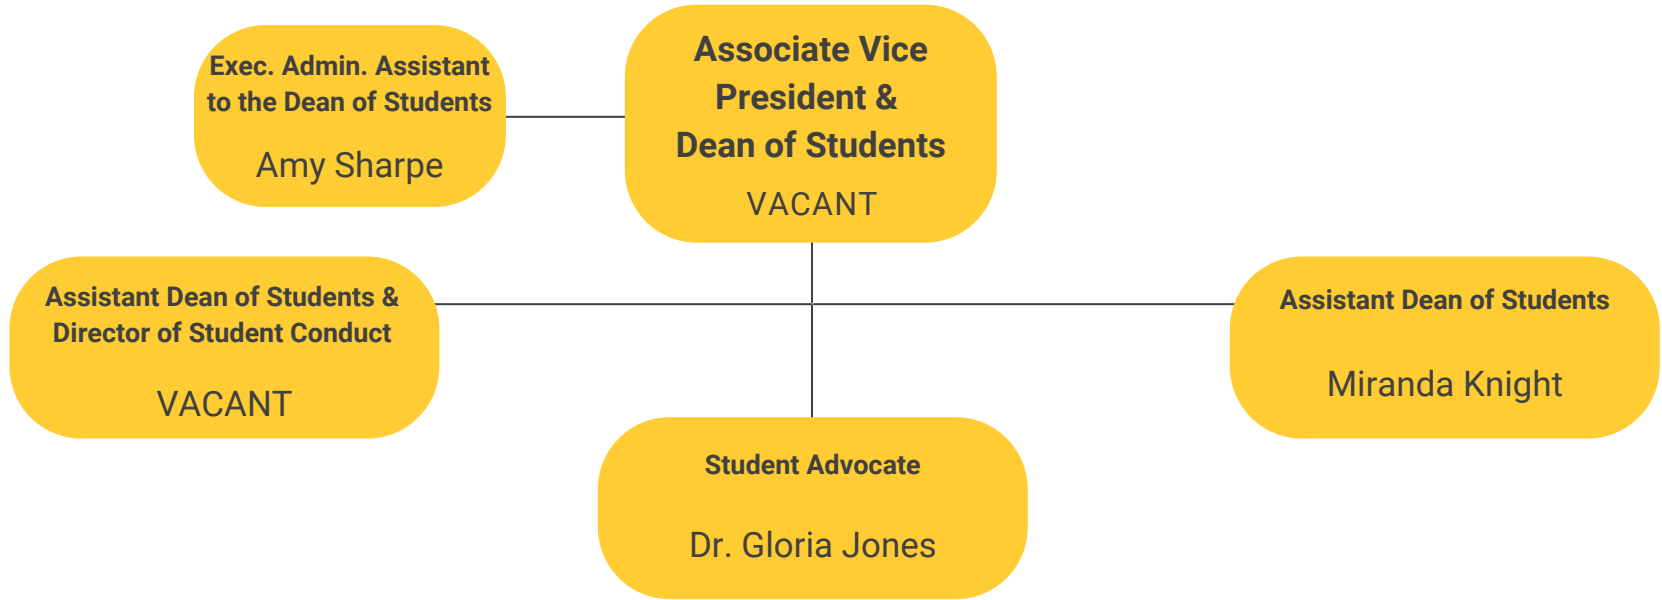 Exec. Admin. Assistant
to the Dean of Students
Amy Sharpe
Associate Vice
President &
Dean of Students
VACANT
Assistant Dean of Students &
Director of Student Conduct
VACANT
Assistant Dean of Students
Miranda Knight
Student Advocate
Dr. Gloria Jones